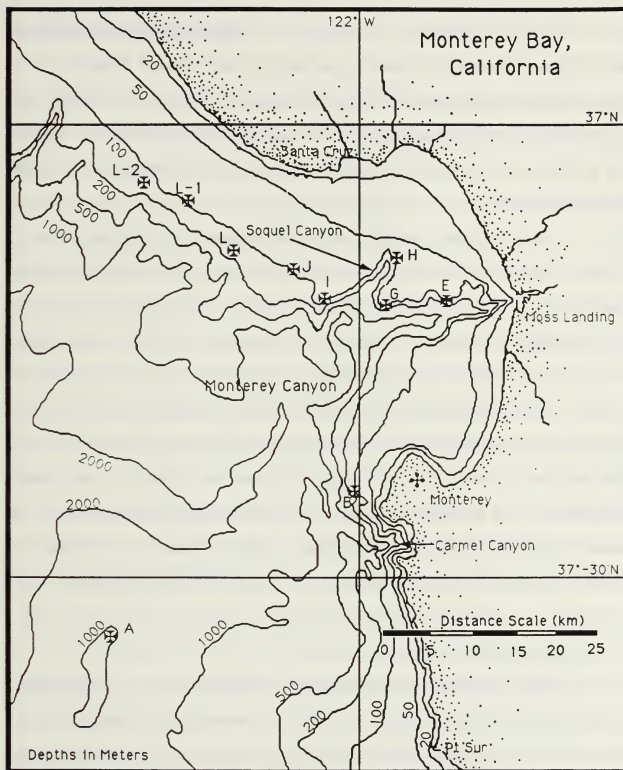 122° W
Monterey Bay,
California
20
50
37°N
Santa Cruz
100
L-2
L-1
200
500
1000
Soquel Canyon
L
J
H
I
G
E
Moss Landing
Monterey Canyon
2000
2000
B
Monterey
Carmel Canyon
37°-30N
Distance Scale (km)
0 5 10 15 20 25
1000
A
1000
500
200
100
50
20
Pt Sur
Depths in Meters